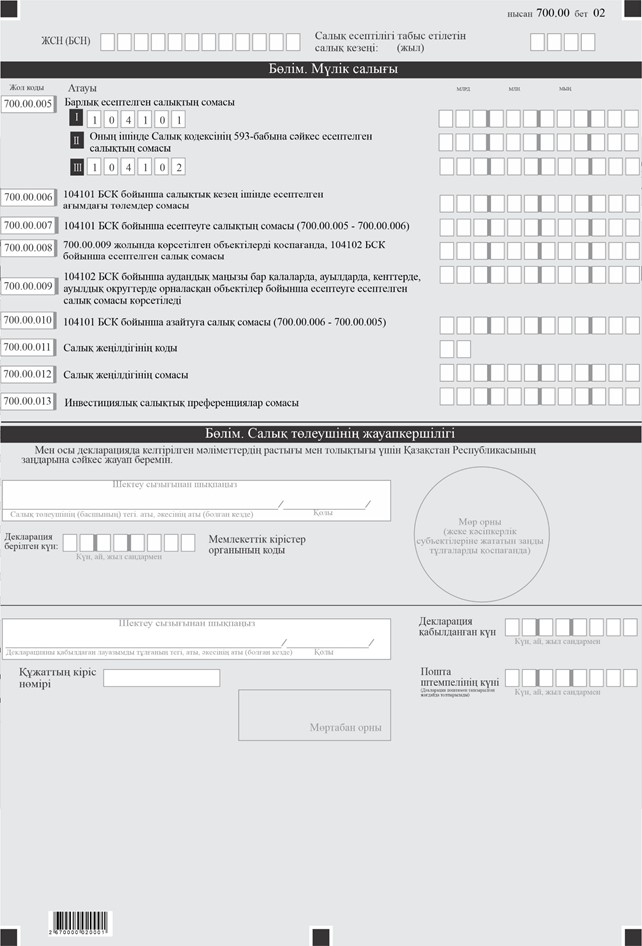 нысан 700.00 бет 02
ЖСН (БСН)
Салық есептілігі табыс етілетін
салық кезеңі: (жыл)
Бөлім. Мүлік салығы
Жол коды Атауы млрд млн мың
700.00.005 Барлық есептелген салықтың сомасы
I 1 0 4 1 0 1
II Оның ішінде Салық кодексінің 593-бабына сәйкес есептелген
салықтың сомасы
III 1 0 4 1 0 2
700.00.006 104101 БСК бойынша салықтық кезең ішінде есептелген
ағымдағы төлемдер сомасы
700.00.007 104101 БСК бойынша есептеуге салықтың сомасы (700.00.005 - 700.00.006)
700.00.008 700.00.009 жолында көрсетілген объектілерді қоспағанда, 104102 БСК
бойынша есептелген салық сомасы
700.00.009 104102 БСК бойынша аудандық маңызы бар қалаларда, ауылдарда, кенттерде,
ауылдық округтерде орналасқан объектілер бойынша есептеуге есептелген
салық сомасы көрсетіледі
700.00.010 104101 БСК бойынша азайтуға салық сомасы (700.00.006 - 700.00.005)
700.00.011 Салық жеңілдігінің коды
700.00.012 Салық жеңілдігінің сомасы
700.00.013 Инвестициялық салықтық преференциялар сомасы
Бөлім. Салық төлеушінің жауапкершілігі
Мен осы декларацияда келтірілген мәліметтердің растығы мен толықтығы үшін Қазақстан Республикасының
заңдарына сәйкес жауап беремін.
Шектеу сызығынан шықпаңыз
/ /
Салық төлеушінің (басшының) тегі. аты, әкесінің аты (болған кезде) Қолы
Мөр орны
(жеке кәсіпкерлік
субъектілеріне жататын заңды
тұлғаларды қоспағанда)
Декларация
берілген күн:
Күн, ай, жыл сандармен
Мемлекеттік кірістер
органының коды
Шектеу сызығынан шықпаңыз
/ /
Декларацияны қабылдаған лауазымды тұлғаның тегі, аты, әкесінің аты (болған кезде) Қолы
Декларация
қабылданған күн
Күн, ай, жыл сандармен
Құжаттың кіріс
нөмірі
Пошта
штемпелінің күні
Күн, ай, жыл сандармен
Мөртабан орны
2 670000 020001